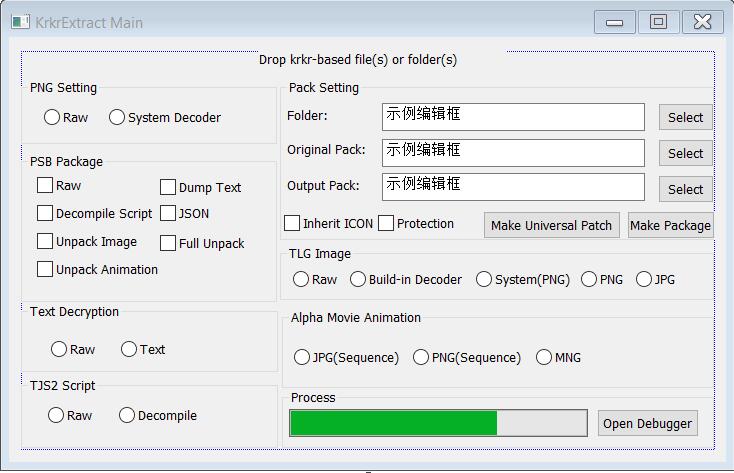 KrkrExtract Main
Drop krkr-based file(s) or folder(s)
PNG Setting
Raw System Decoder
PSB Package
Raw Dump Text
Decompile Script JSON
Unpack Image Full Unpack
Unpack Animation
Text Decryption
Raw Text
TJS2 Script
Raw Decompile
Pack Setting
Folder: 示例编辑框 Select
Original Pack: 示例编辑框 Select
Output Pack: 示例编辑框 Select
Inherit ICON Protection Make Universal Patch Make Package
TLG Image
Raw Build-in Decoder System(PNG) PNG JPG
Alpha Movie Animation
JPG(Sequence) PNG(Sequence) MNG
Process
Open Debugger